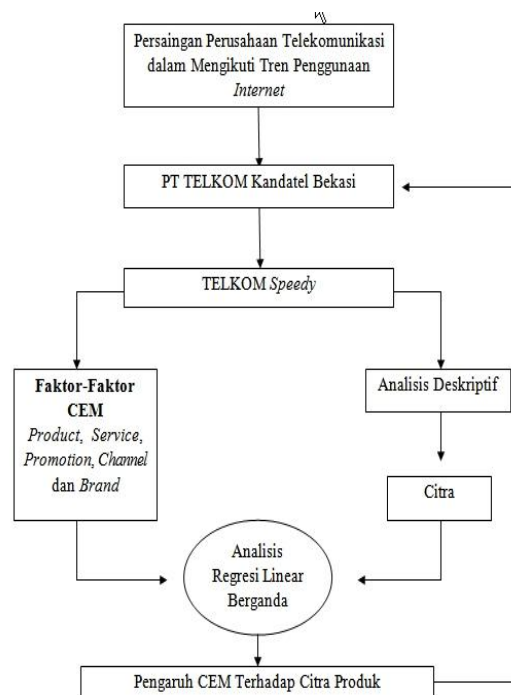 Persaingan Perusahaan Telekomunikasi
dalam Mengikuti Tren Penggunaan
Internet
PT TELKOM Kandatel Bekasi
TELKOM Speedy
Faktor-Faktor
CEM
Product, Service,
Promotion, Channel
dan Brand
Analisis Deskriptif
Citra
Analisis
Regresi Linear
Berganda
Pengaruh CEM Terhadap Citra Produk